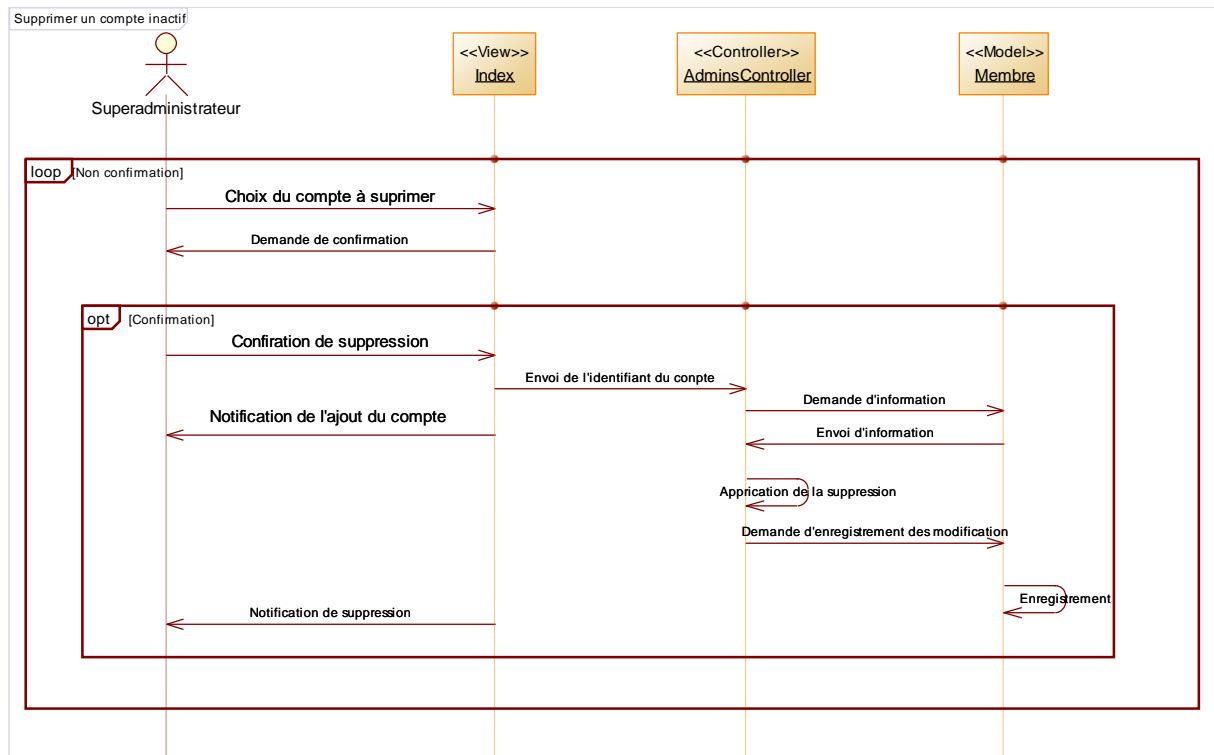 Supprimer un compte inactif
<<View>>
Index
<<Controller>>
AdminsController
<<Model>>
Membre
Superadministrateur
loop
[Non confirmation]
Choix du compte à suprimer
Demande de confirmation
opt
[Confirmation]
Confiration de suppression
Envoi de l'identifiant du conpte
Demande d'information
Notification de l'ajout du compte
Envoi d'information
Apprication de la suppression
Demande d'enregistrement des modification
Enregistrement
Notification de suppression